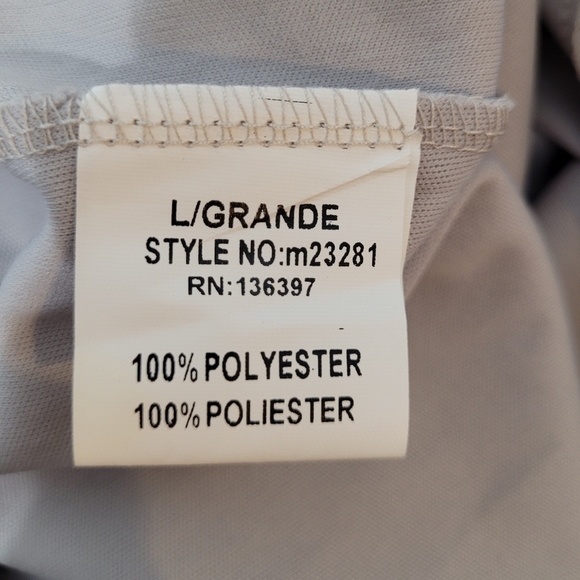 L/GRANDE
STYLE NO:m23281
RN:136397
100% POLYESTER
100% POLIESTER